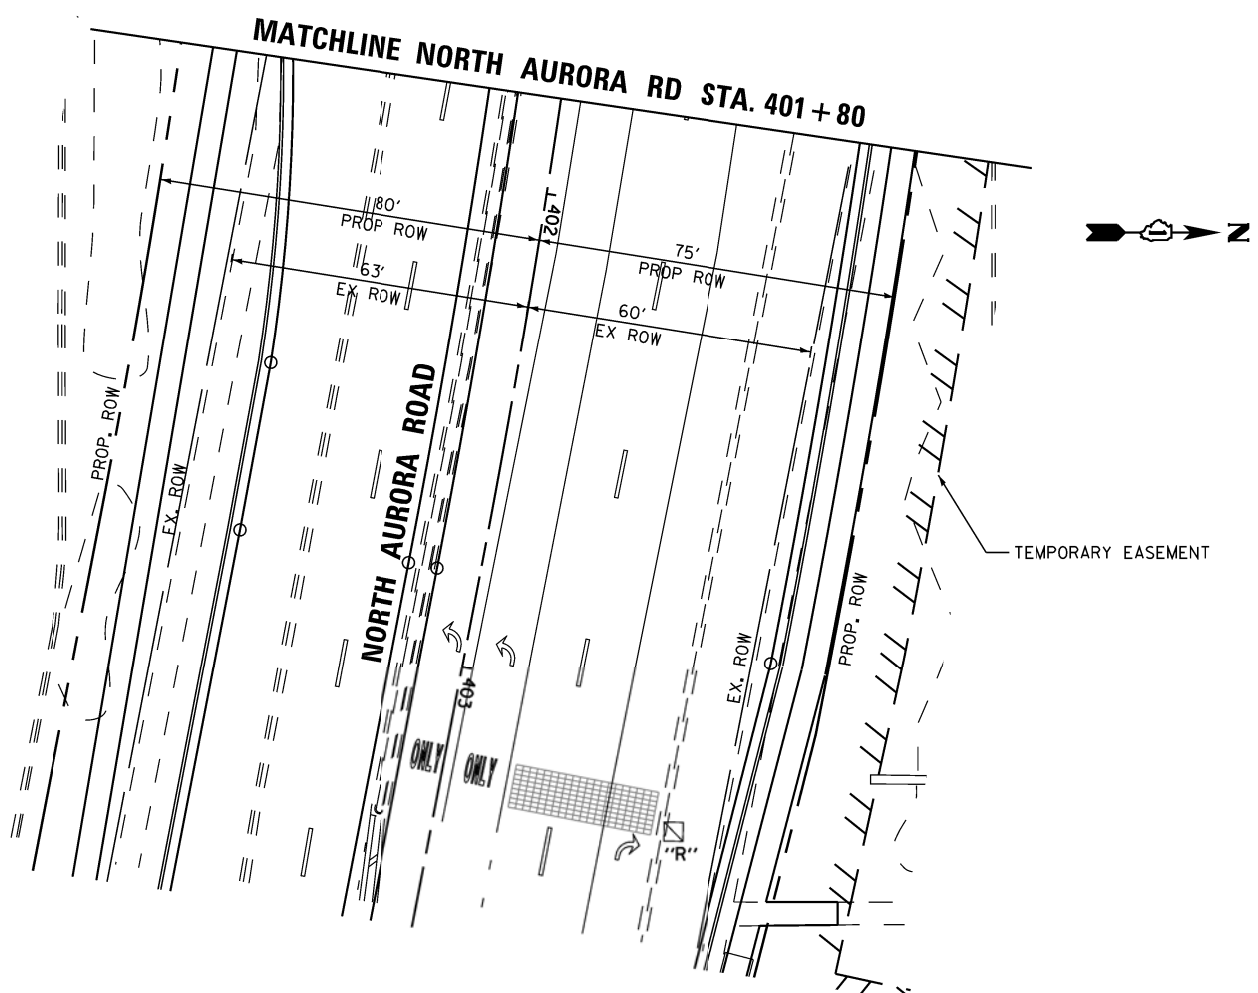 MATCHLINE NORTH AURORA RD STA. 401+80
80'
PROP ROW
402
75'
PROP ROW
N
63'
EX ROW
60'
EX ROW
PROP. ROW
EX. ROW
NORTH AURORA ROAD
TEMPORARY EASEMENT
PROP. ROW
EX. ROW
403
ONLY
ONLY
"R"